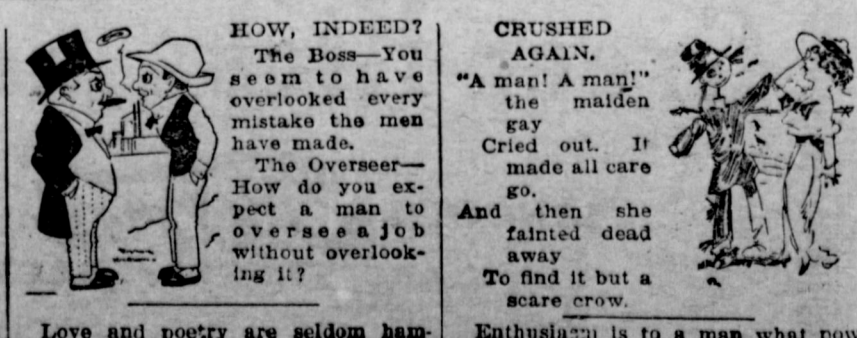 HOW, INDEED?
The Boss—You
seem to have
overlooked every
mistake the men
have made.
The Overseer—
How do you ex-
pect a man to
oversee a job
without overlook-
ing it?
Love and poetry are seldom ham-
CRUSHED
AGAIN.
"A man! A man!"
the maiden
gay
Cried out. It
made all care
go.
And then she
fainted dead
away
To find it but a
scare crow.
Enthusiasm is to a man what pow